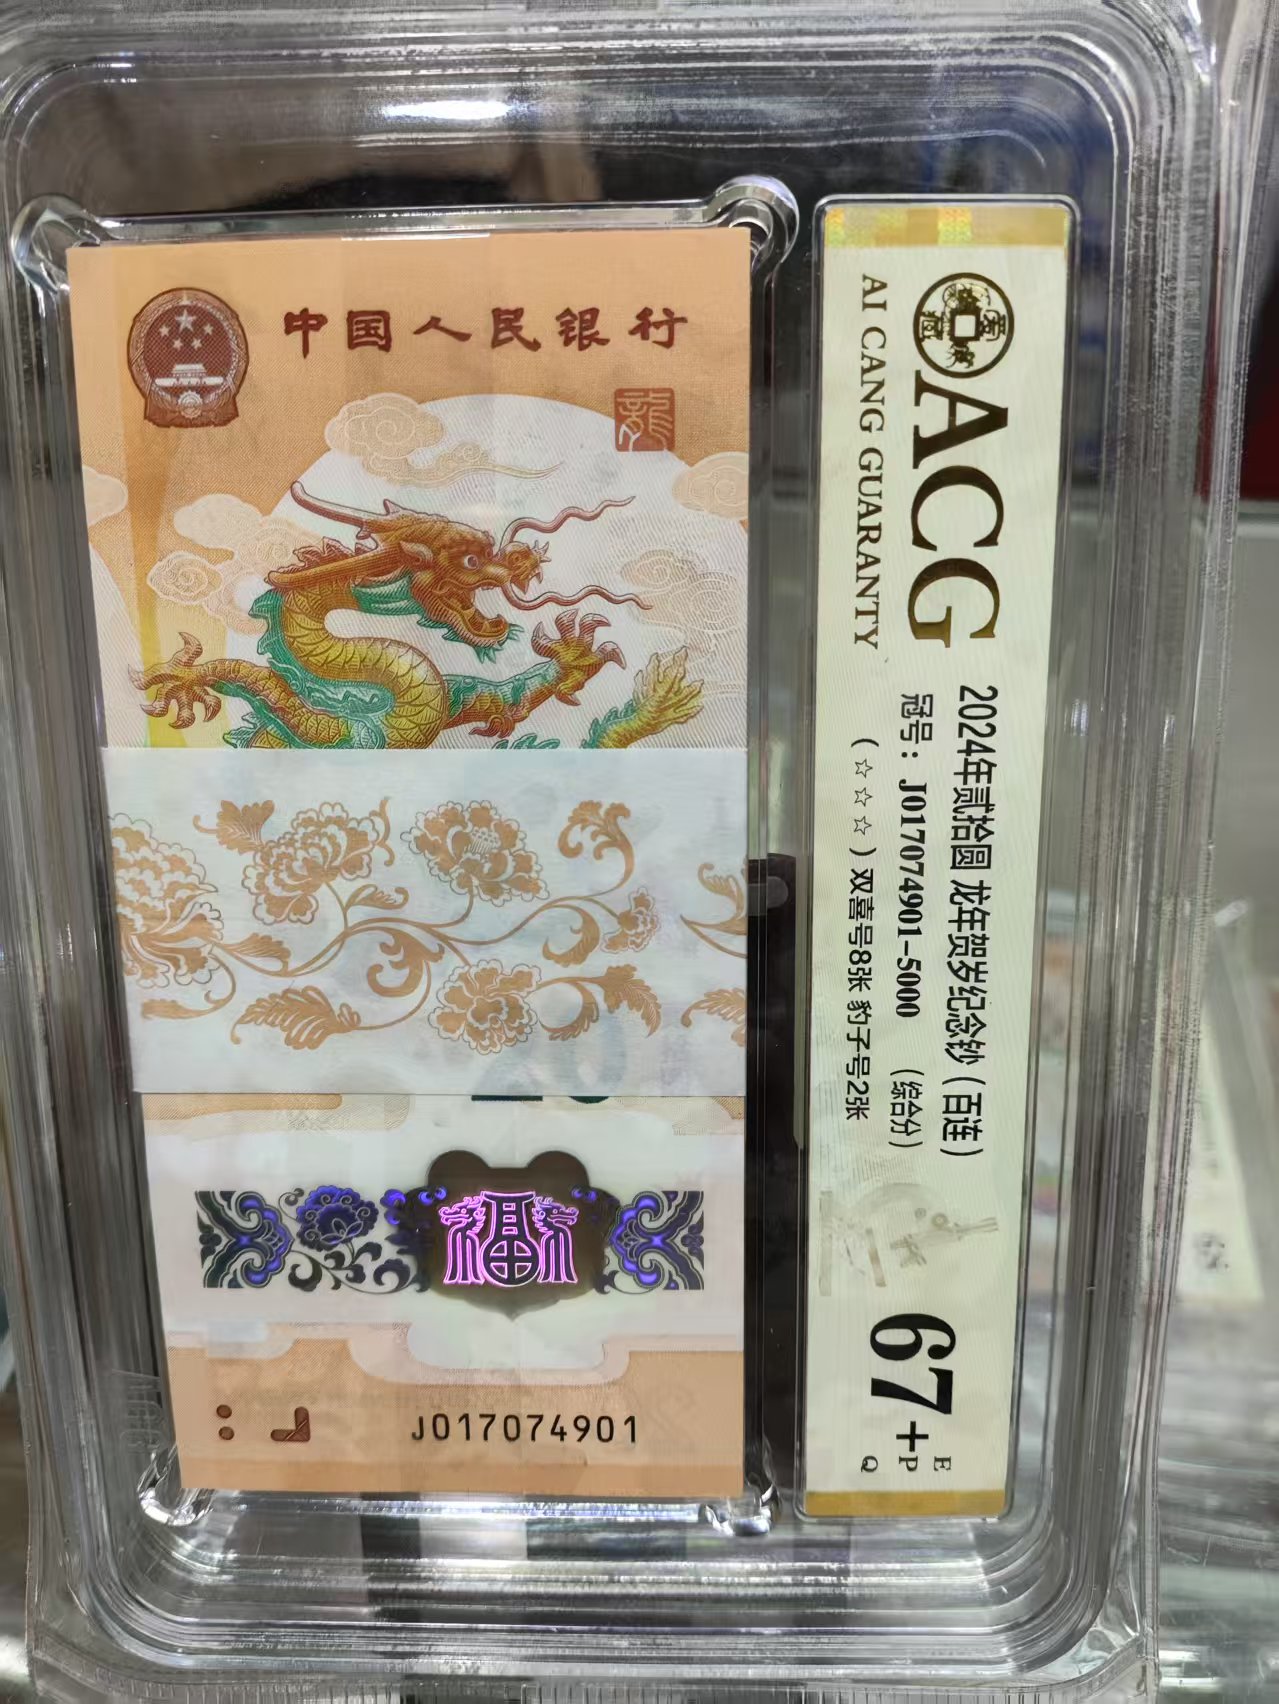 中国人民银行
龍
福
J017074901
ACG
AI CANG GUARANTY
2024年贰拾圆 龙年贺岁纪念钞（百连）
冠号：J017074901-5000 （综合分）
（☆☆☆）双喜号8张 豹子号2张
67+
E
P
Q